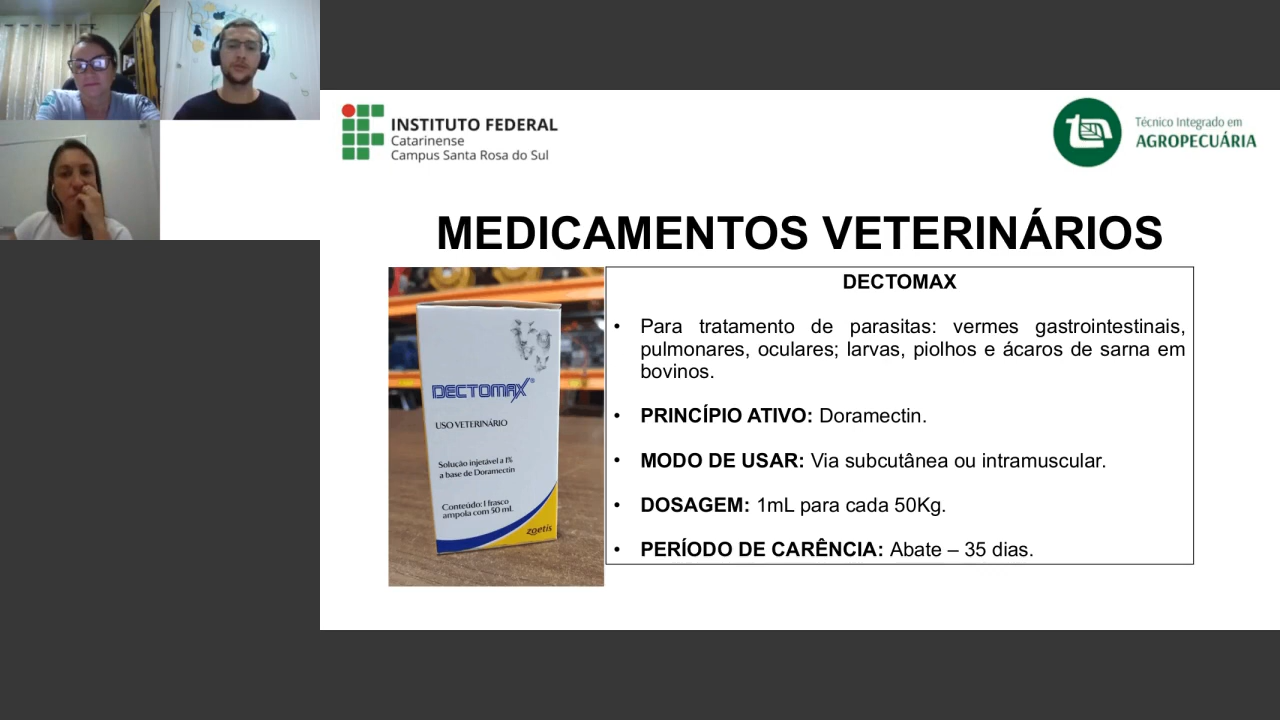 INSTITUTO FEDERAL
Catarinense
Campus Santa Rosa do Sul
Técnico Integrado em
AGROPECUÁRIA
MEDICAMENTOS VETERINÁRIOS
DECTOMAX®
USO VETERINÁRIO
Solução injetável a 1%
a base de Doramectin
Conteúdo: 1 frasco
ampola com 50 mL
zoetis
DECTOMAX
• Para tratamento de parasitas: vermes gastrointestinais,
pulmonares, oculares; larvas, piolhos e ácaros de sarna em
bovinos.
• PRINCÍPIO ATIVO: Doramectin.
• MODO DE USAR: Via subcutânea ou intramuscular.
• DOSAGEM: 1mL para cada 50Kg.
• PERÍODO DE CARÊNCIA: Abate – 35 dias.